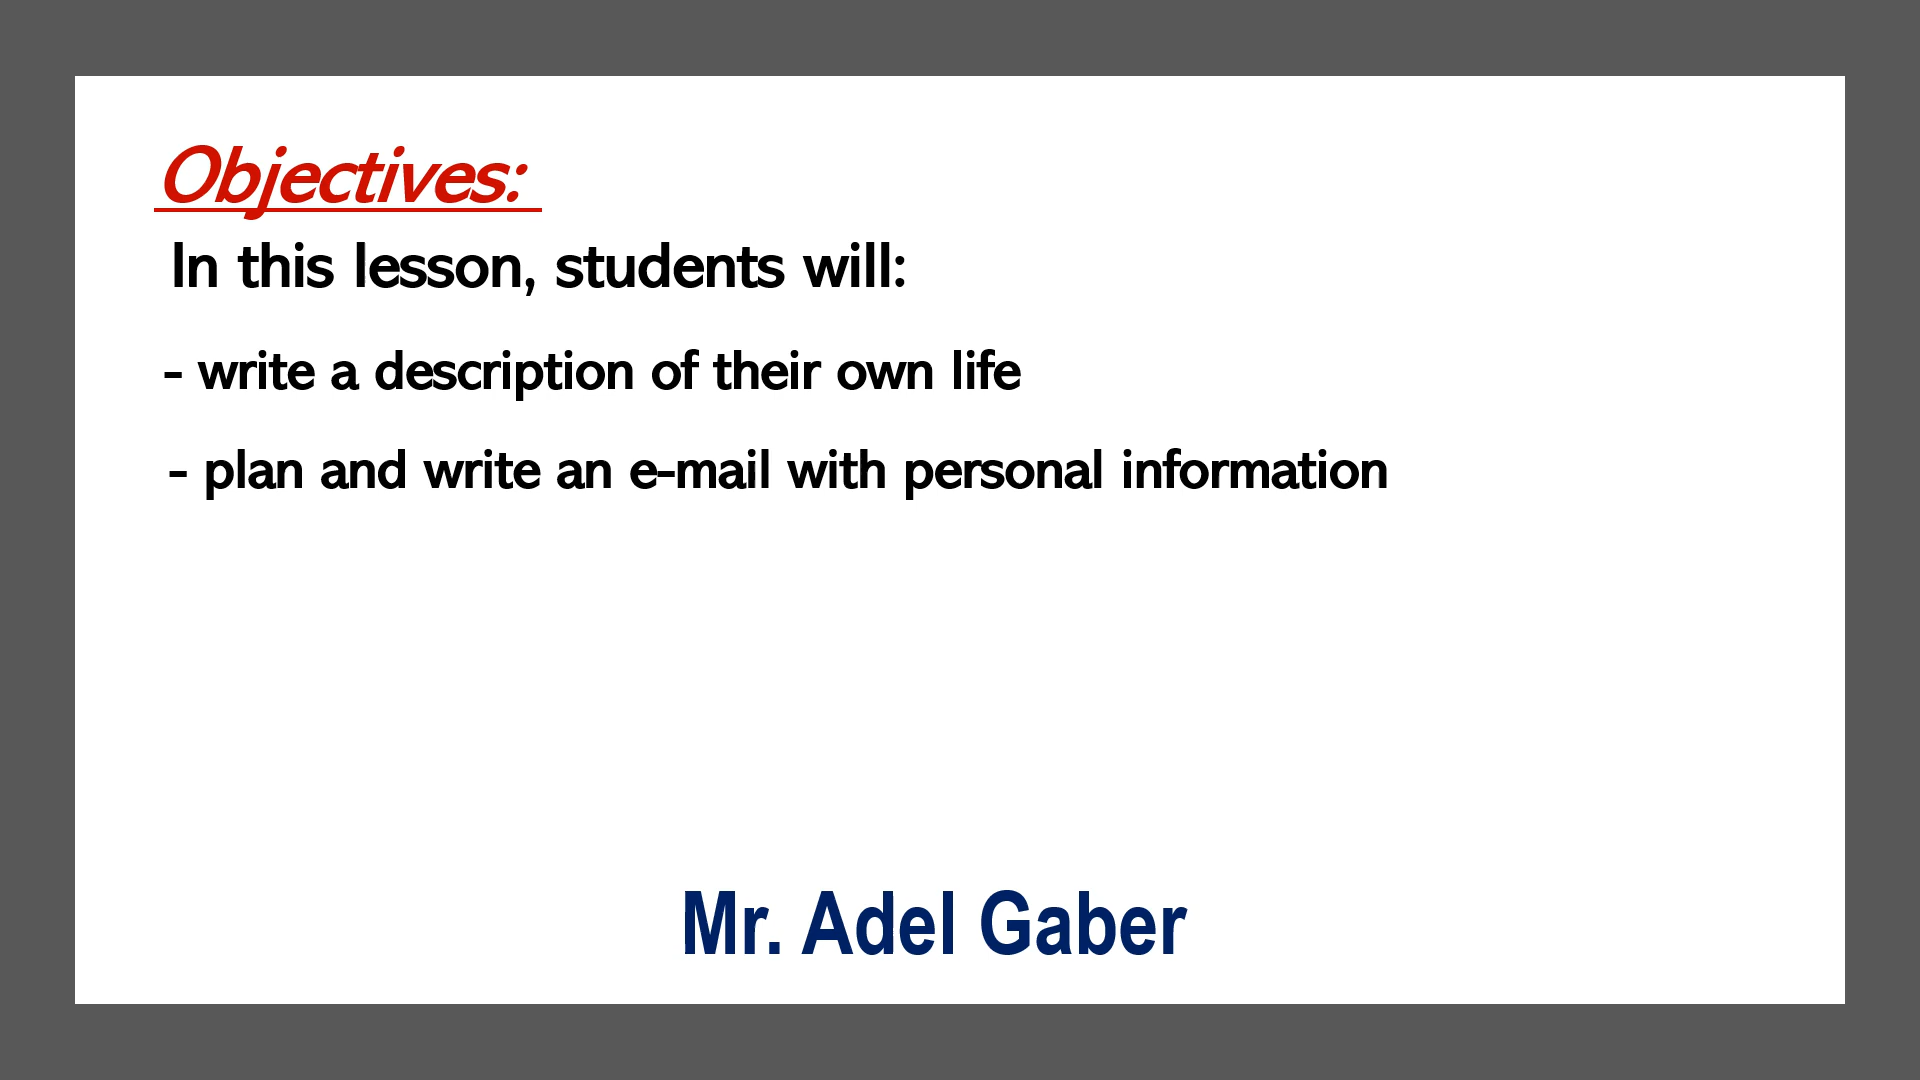 Objectives:
In this lesson, students will:
- write a description of their own life
- plan and write an e-mail with personal information
Mr. Adel Gaber